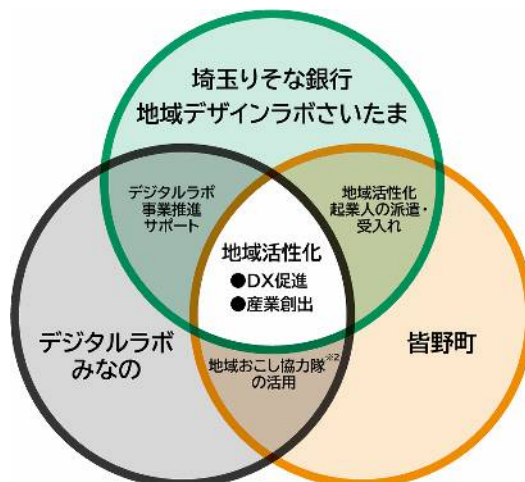 埼玉りそな銀行
地域デザインラボさいたま
デジタルラボ
事業推進
サポート
地域活性化
起業人の派遣・
受入れ
地域活性化
●DX促進
●産業創出
デジタルラボ
みなの
皆野町
地域おこし協力隊※2
の活用